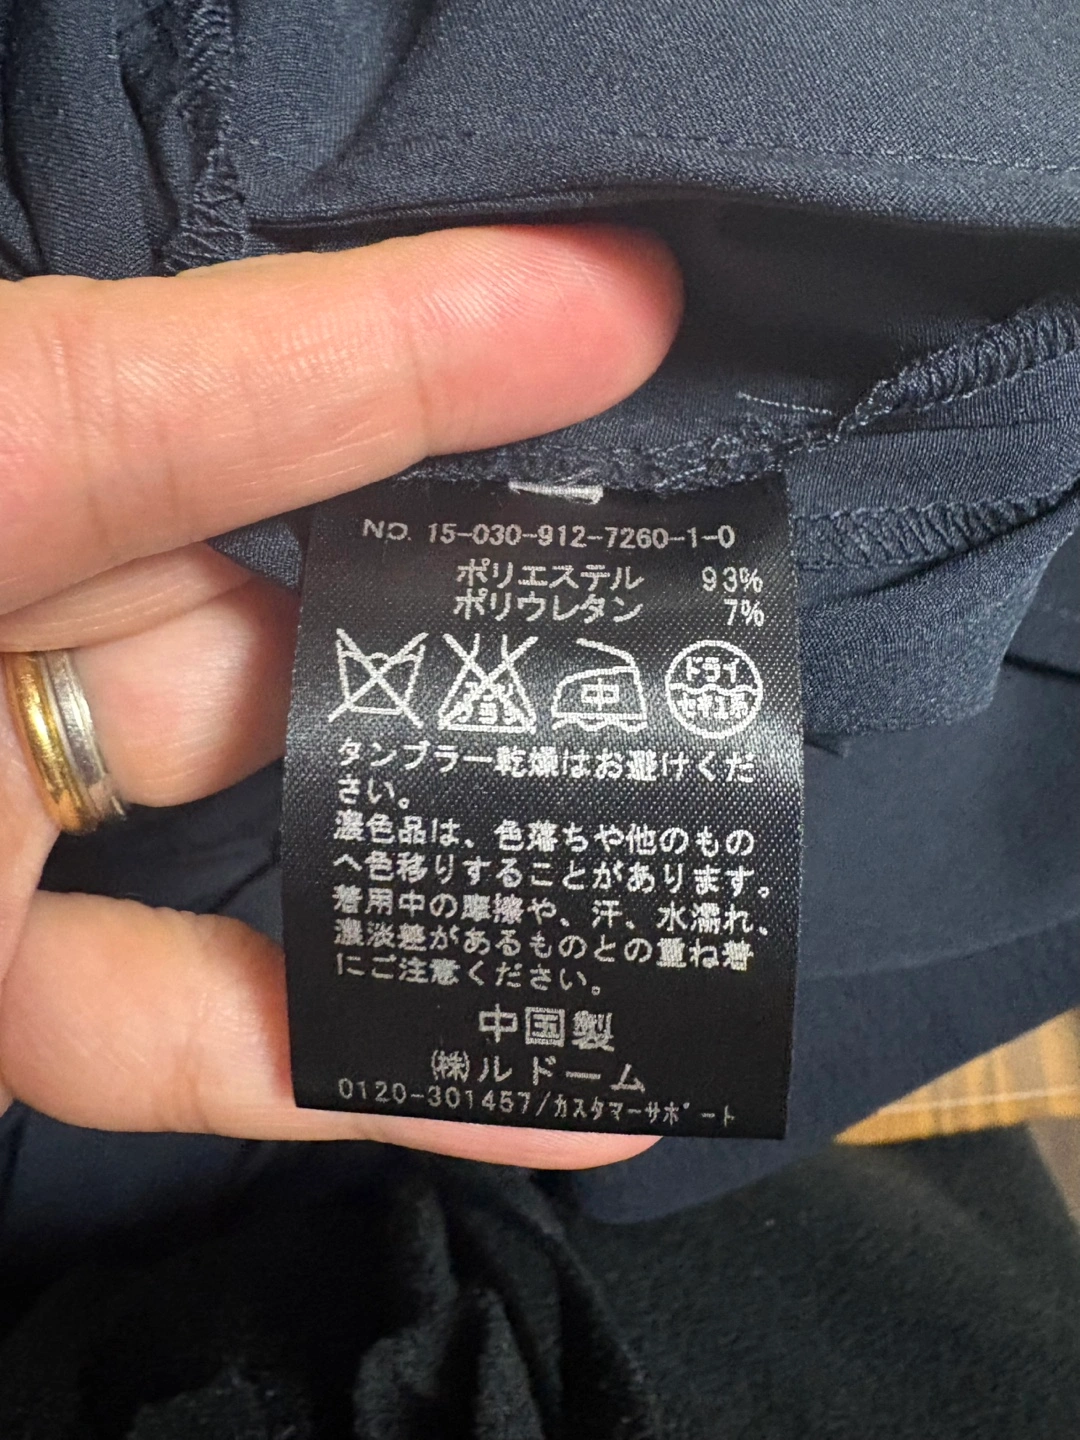 NO. 15-030-912-7260-1-0
ポリエステル 93%
ポリウレタン 7%
中 ドライ
タンブラー乾燥はお避けくだ
さい。
濃色品は、色落ちや他のもの
へ色移りすることがあります。
着用中の摩擦や、汗、水濡れ、
濃淡差があるものとの重ね着
にご注意ください。
中国製
㈱ルドーム
0120-301457/カスタマーサポート